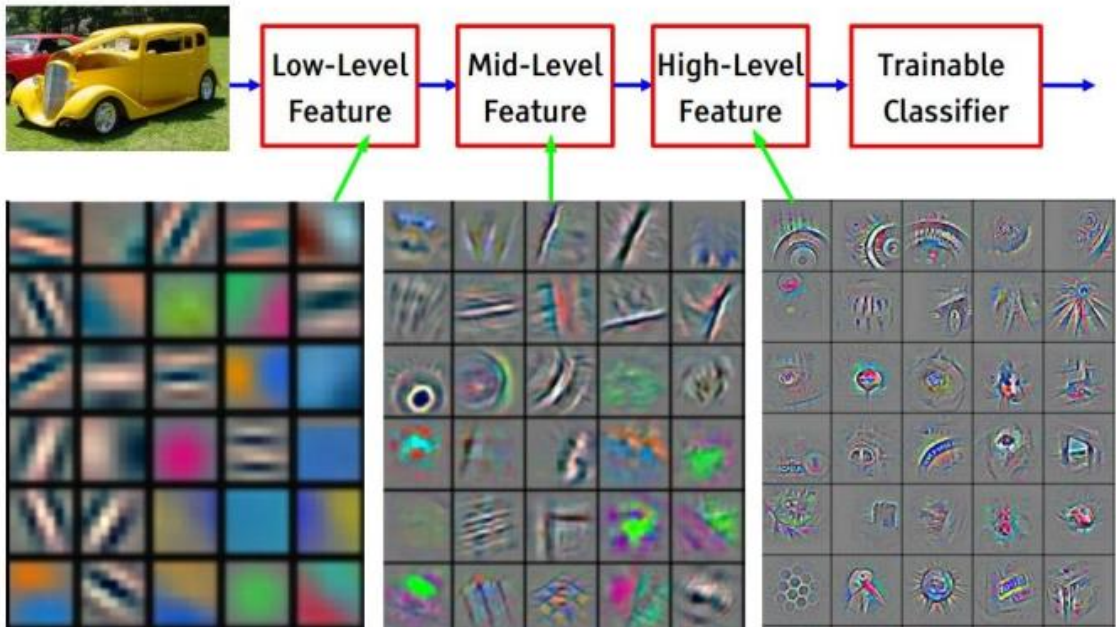 Low-Level
Feature
Mid-Level
Feature
High-Level
Feature
Trainable
Classifier